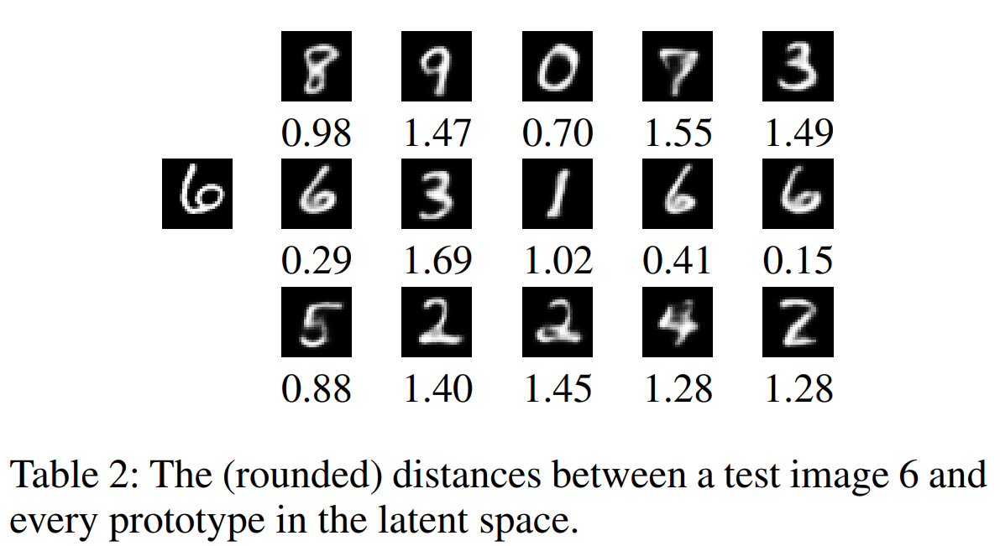 8 9 0 7 3
0.98 1.47 0.70 1.55 1.49
6 6 3 1 6 6
0.29 1.69 1.02 0.41 0.15
5 2 2 4 2
0.88 1.40 1.45 1.28 1.28
Table 2: The (rounded) distances between a test image 6 and
every prototype in the latent space.